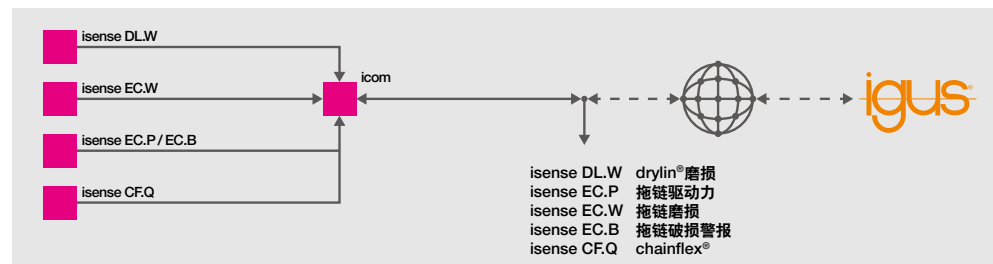 isense DL.W
isense EC.W
icom
isense EC.P / EC.B
isense CF.Q
igus®
isense DL.W drylin®磨损
isense EC.P 拖链驱动力
isense EC.W 拖链磨损
isense EC.B 拖链破损警报
isense CF.Q chainflex®